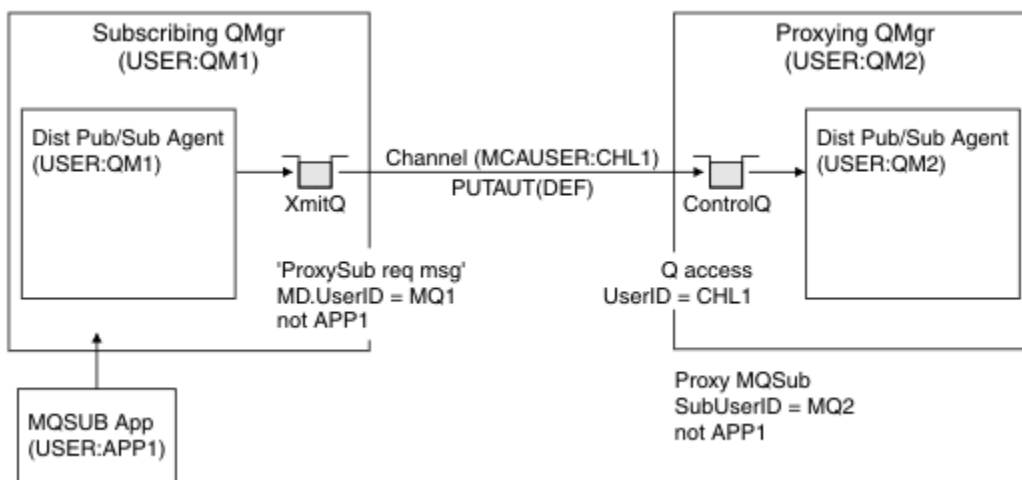 Subscribing QMgr
(USER:QM1)
Dist Pub/Sub Agent
(USER:QM1)
XmitQ
'ProxySub req msg'
MD.UserID = MQ1
not APP1
MQSUB App
(USER:APP1)
Channel (MCAUSER:CHL1)
PUTAUT(DEF)
Proxying QMgr
(USER:QM2)
ControlQ
Dist Pub/Sub Agent
(USER:QM2)
Q access
UserID = CHL1
Proxy MQSub
SubUserID = MQ2
not APP1